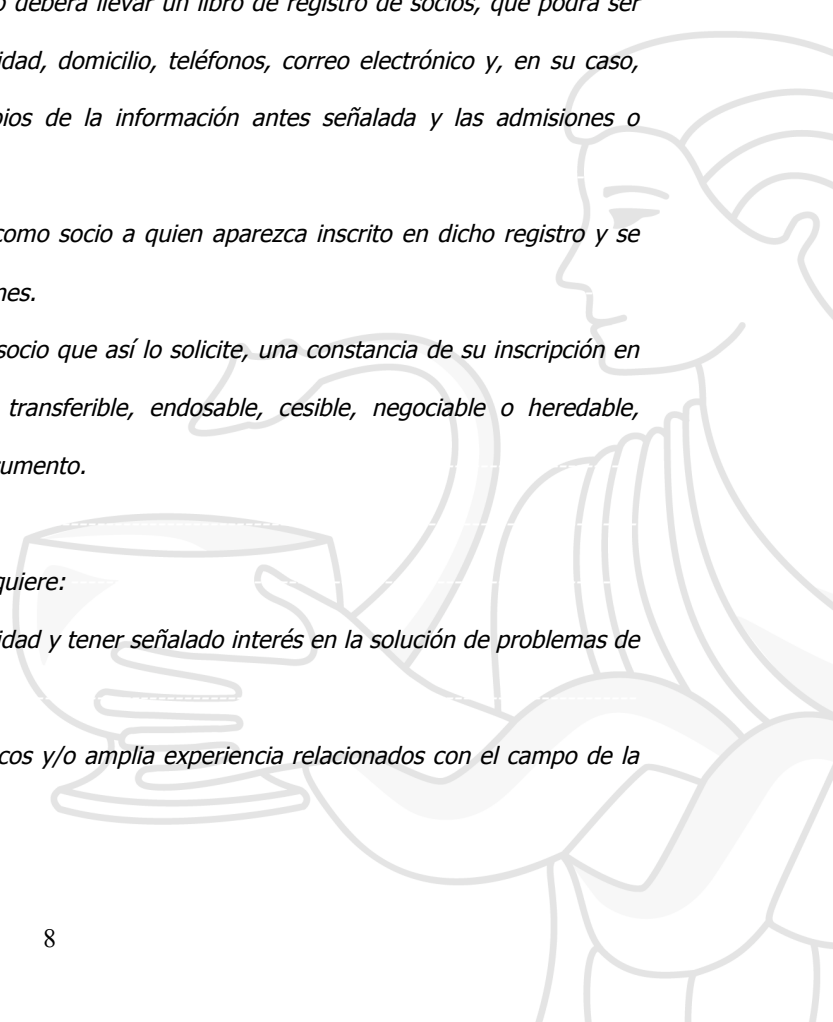 deberá llevar un libro de registro de socios, que podrá ser
idad, domicilio, teléfonos, correo electrónico y, en su caso,
bios de la información antes señalada y las admisiones o
como socio a quien aparezca inscrito en dicho registro y se
nes.
socio que así lo solicite, una constancia de su inscripción en
transferible, endosable, cesible, negociable o heredable,
cumento.
quiere:
idad y tener señalado interés en la solución de problemas de
icos y/o amplia experiencia relacionados con el campo de la
8